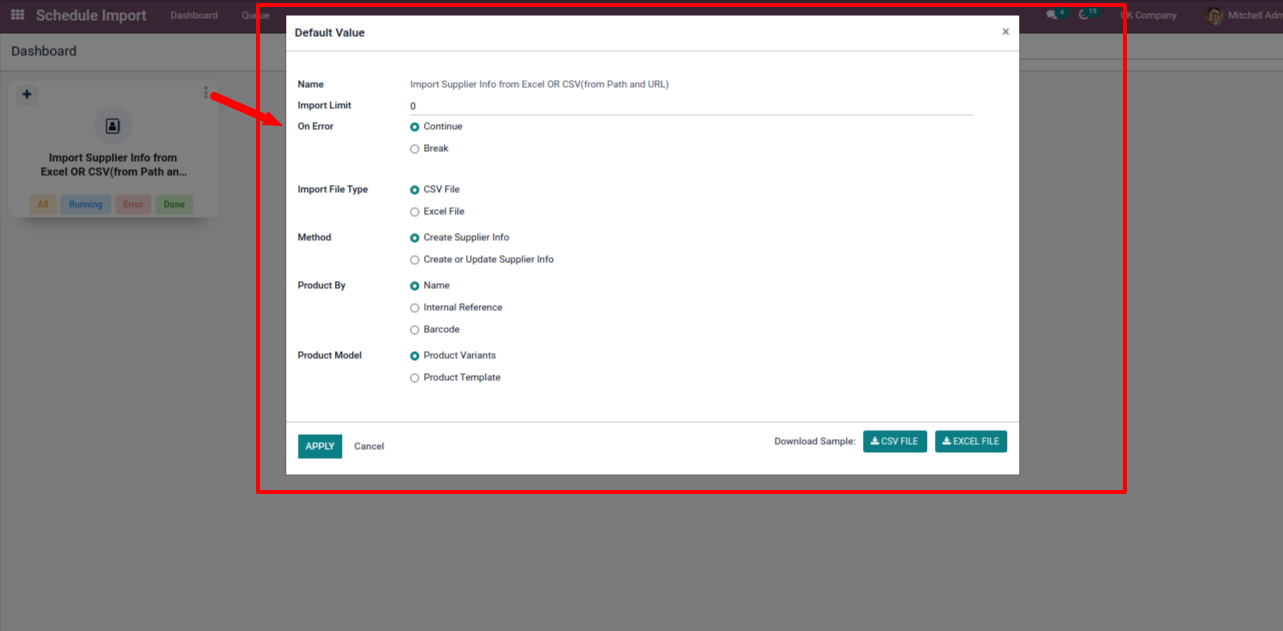 Schedule Import Dashboard Queue
4 19 Company Mitchell Adm
Dashboard
Import Supplier Info from
Excel OR CSV(from Path an...
All Running Error Done
Default Value ×
Name Import Supplier Info from Excel OR CSV(from Path and URL)
Import Limit 0
On Error Continue
Break
Import File Type CSV File
Excel File
Method Create Supplier Info
Create or Update Supplier Info
Product By Name
Internal Reference
Barcode
Product Model Product Variants
Product Template
APPLY Cancel Download Sample: CSV FILE EXCEL FILE